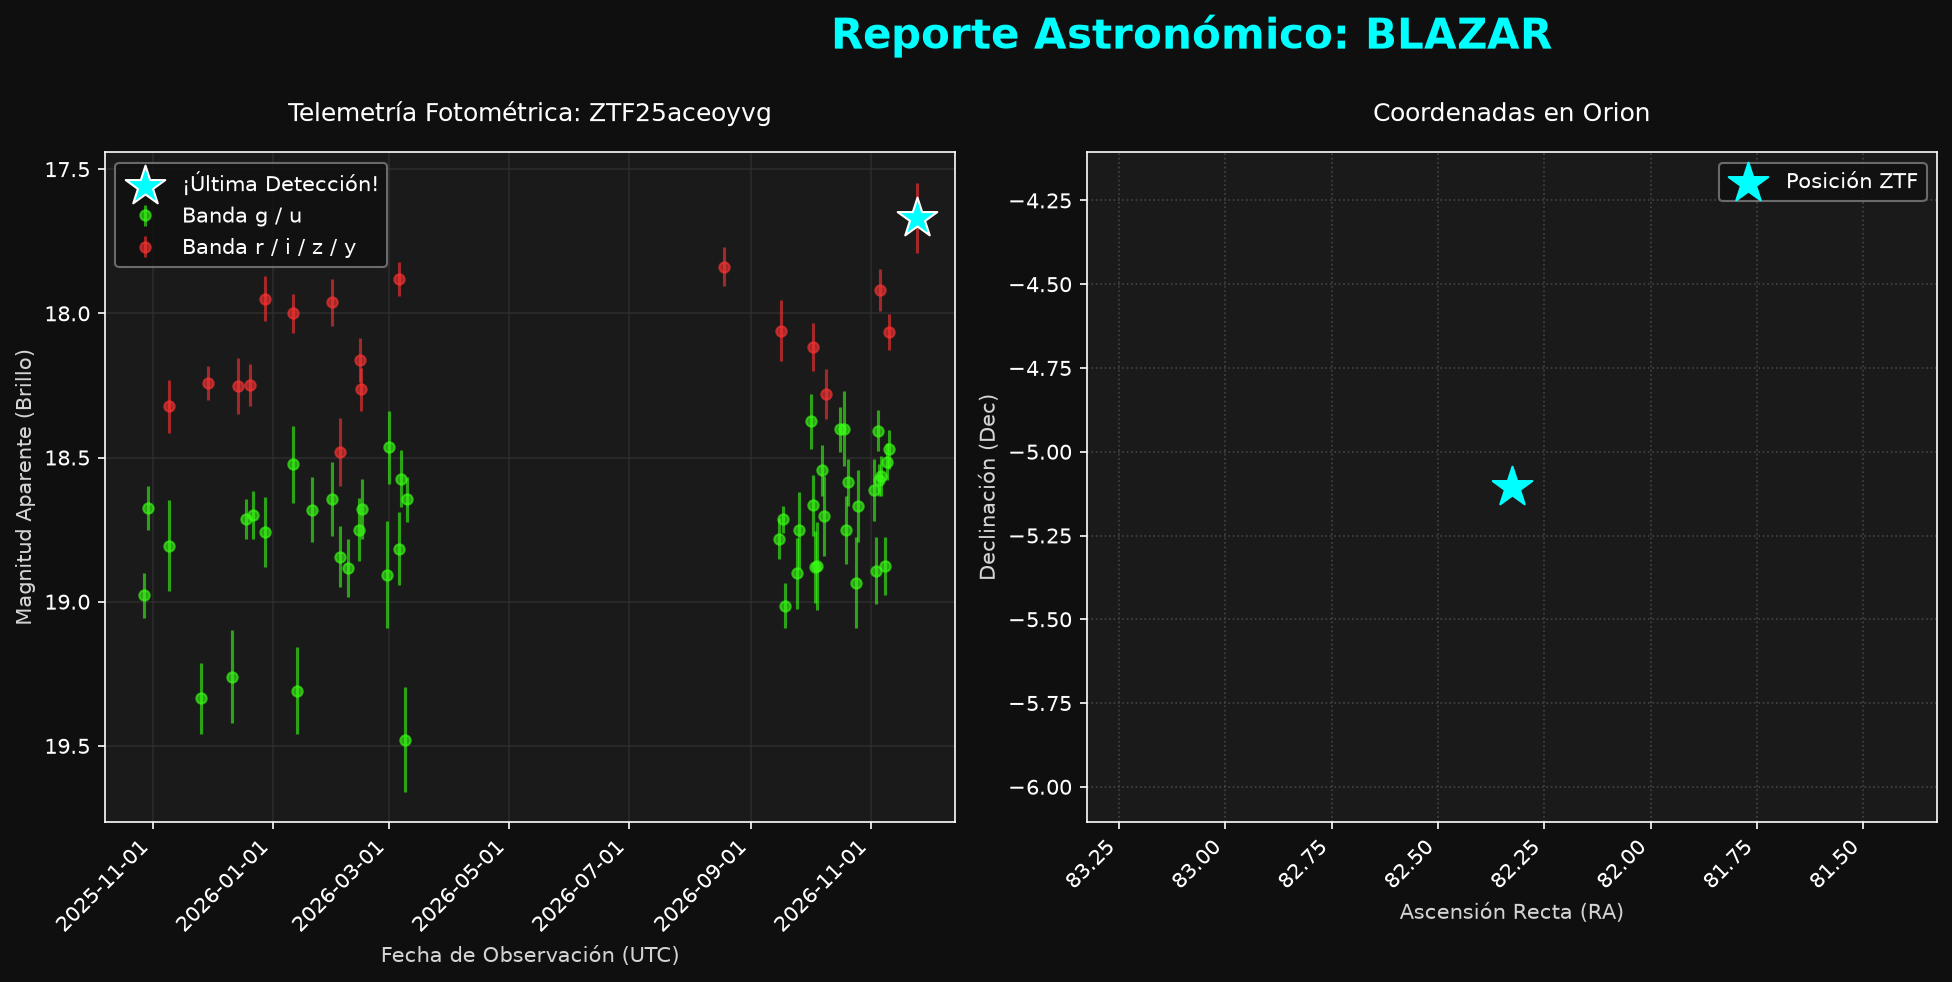 Reporte Astronómico: BLAZAR
Telemetría Fotométrica: ZTF25aceoyvg
¡Última Detección!
Banda g / u
Banda r / i / z / y
17.5
18.0
18.5
19.0
19.5
Magnitud Aparente (Brillo)
2025-11-01
2026-01-01
2026-03-01
2026-05-01
2026-07-01
2026-09-01
2026-11-01
Fecha de Observación (UTC)
Coordenadas en Orion
Posición ZTF
−4.25
−4.50
−4.75
−5.00
−5.25
−5.50
−5.75
−6.00
Declinación (Dec)
83.25
83.00
82.75
82.50
82.25
82.00
81.75
81.50
Ascensión Recta (RA)